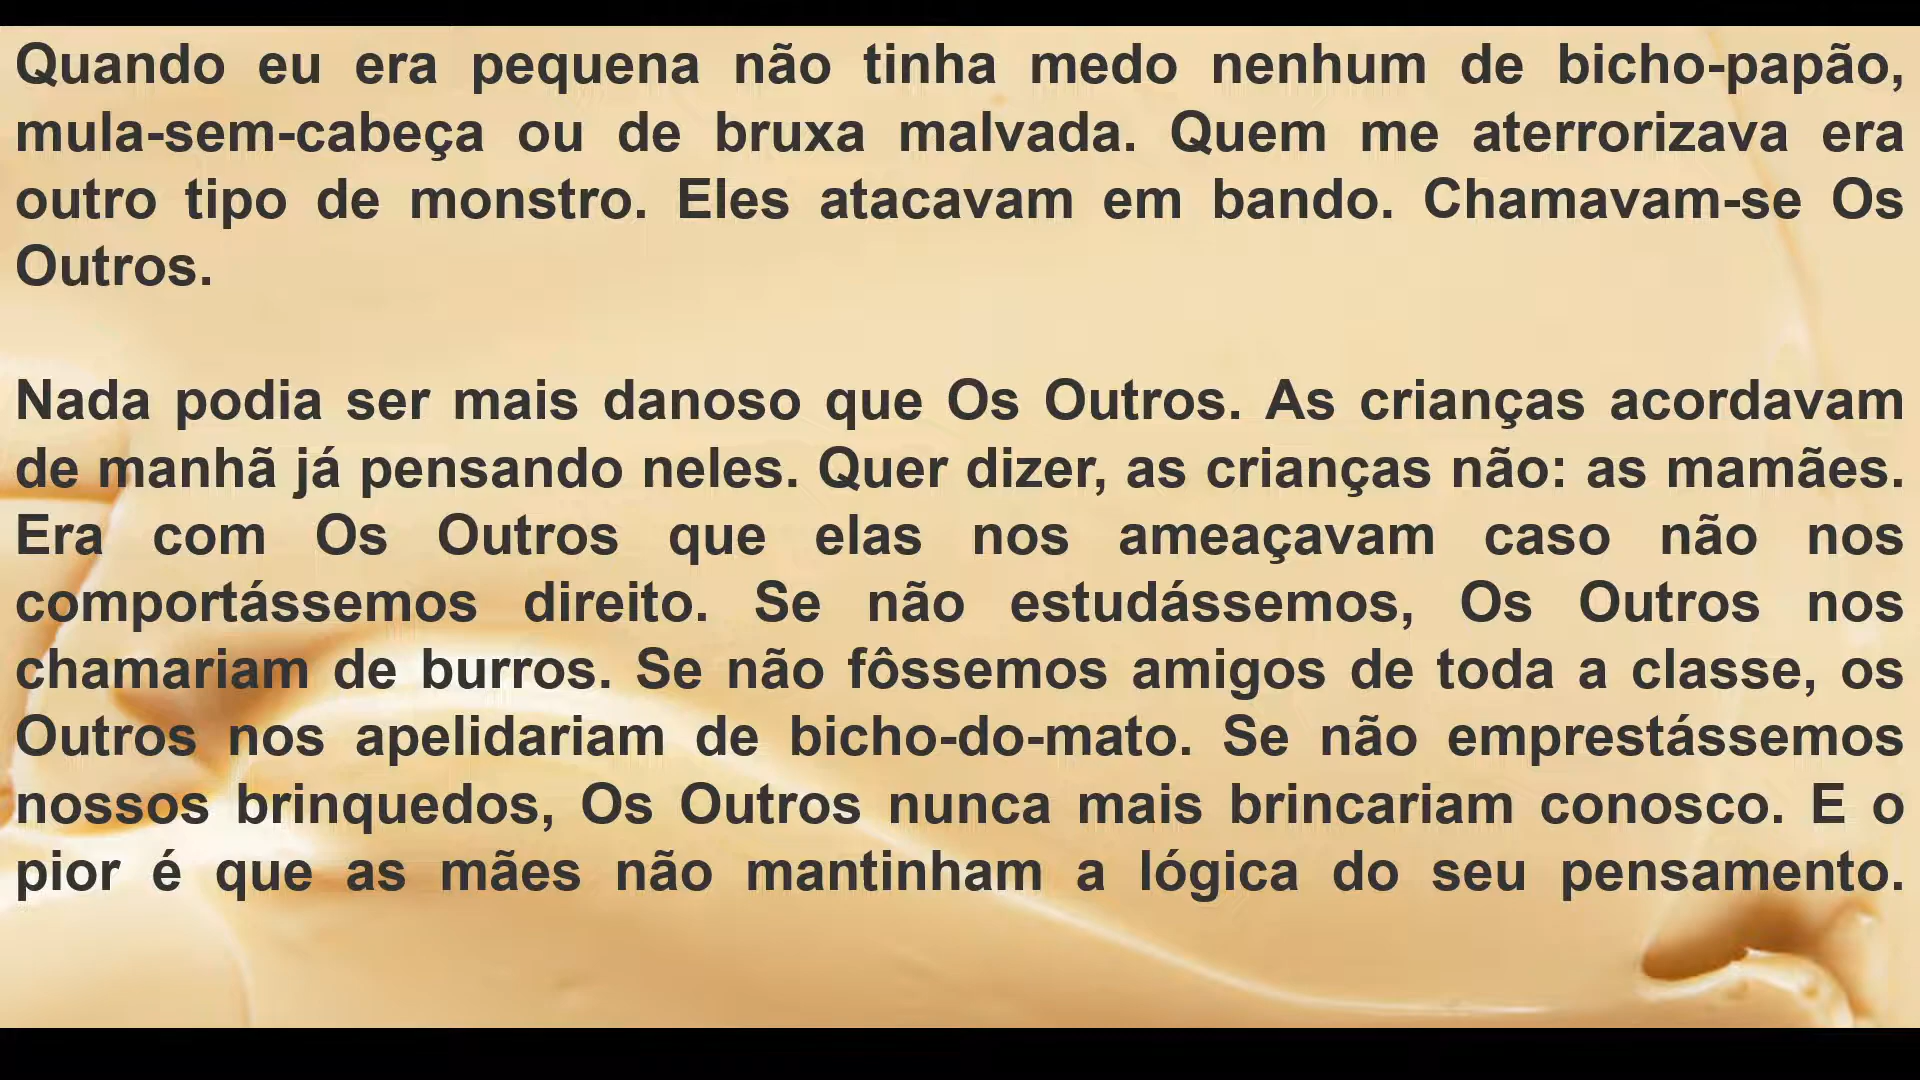 Quando eu era pequena não tinha medo nenhum de bicho-papão,
mula-sem-cabeça ou de bruxa malvada. Quem me aterrorizava era
outro tipo de monstro. Eles atacavam em bando. Chamavam-se Os
Outros.
Nada podia ser mais danoso que Os Outros. As crianças acordavam
de manhã já pensando neles. Quer dizer, as crianças não: as mamães.
Era com Os Outros que elas nos ameaçavam caso não nos
comportássemos direito. Se não estudássemos, Os Outros nos
chamariam de burros. Se não fôssemos amigos de toda a classe, os
Outros nos apelidariam de bicho-do-mato. Se não emprestássemos
nossos brinquedos, Os Outros nunca mais brincariam conosco. E o
pior é que as mães não mantinham a lógica do seu pensamento.